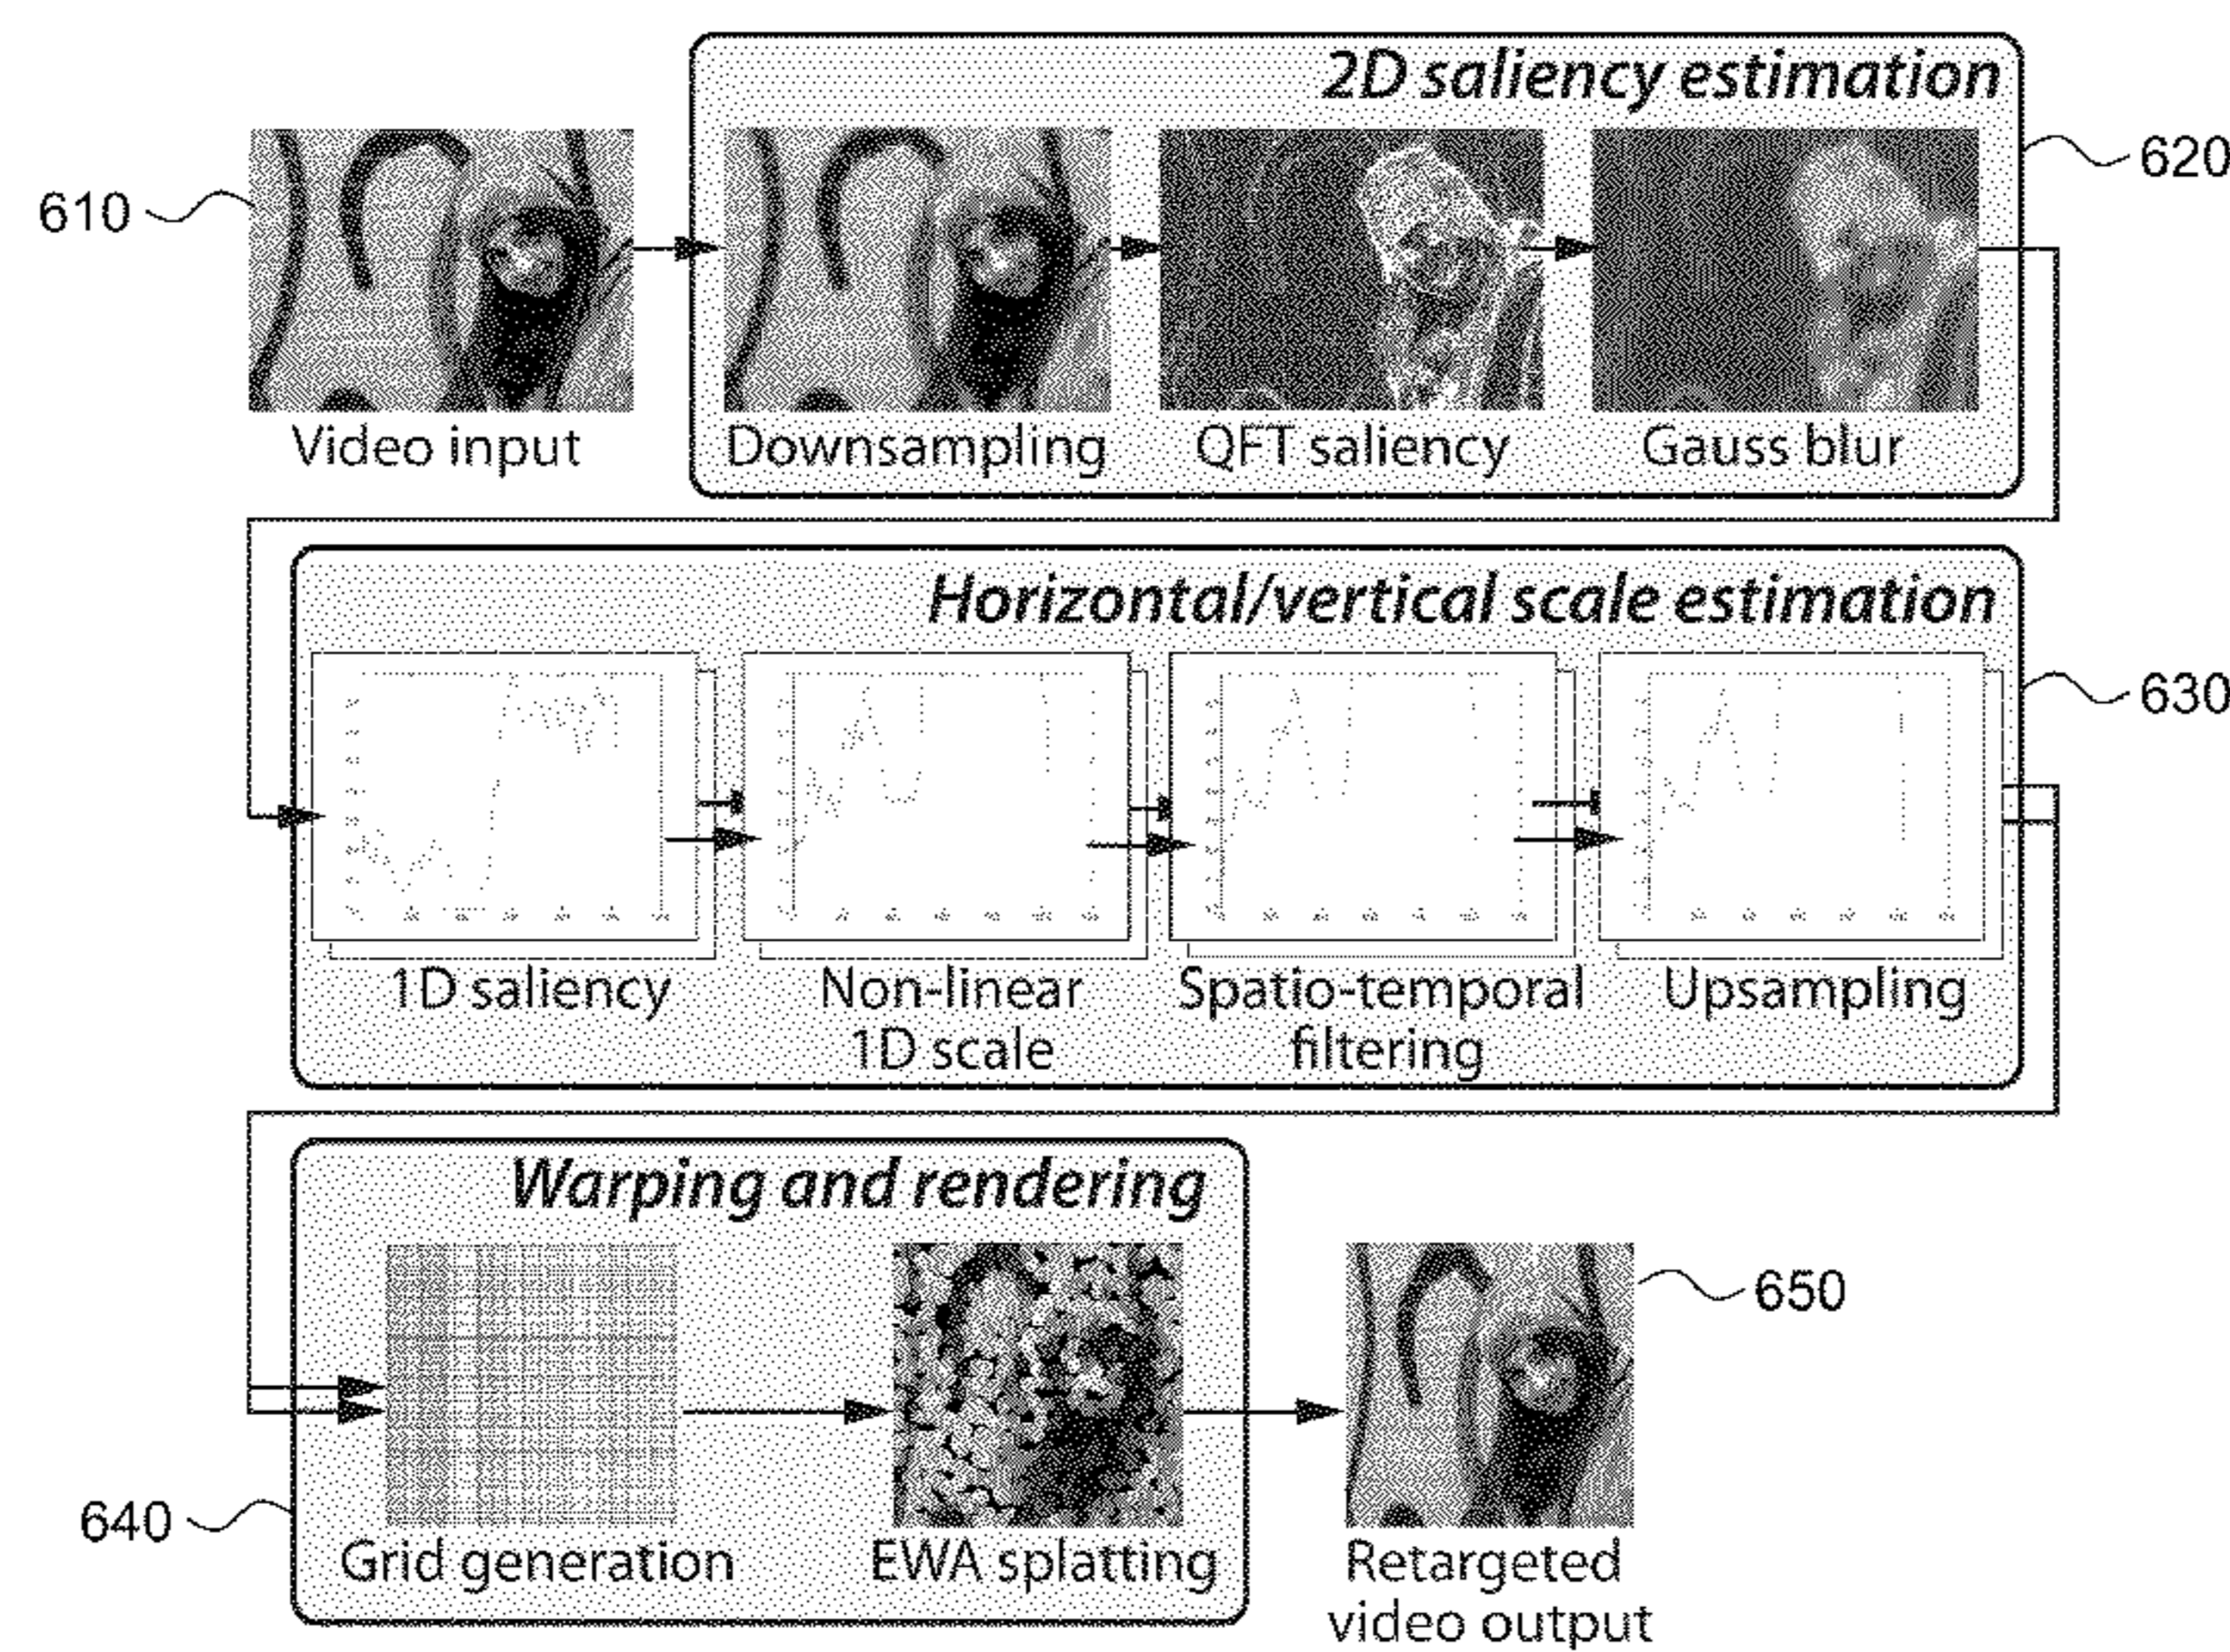 2D saliency estimation
610
620
Video input
Downsampling
QFT saliency
Gauss blur
Horizontal/vertical scale estimation
630
1D saliency
Non-linear
1D scale
Spatio-temporal
filtering
Upsampling
Warping and rendering
650
640
Grid generation
EWA splatting
Retargeted
video output